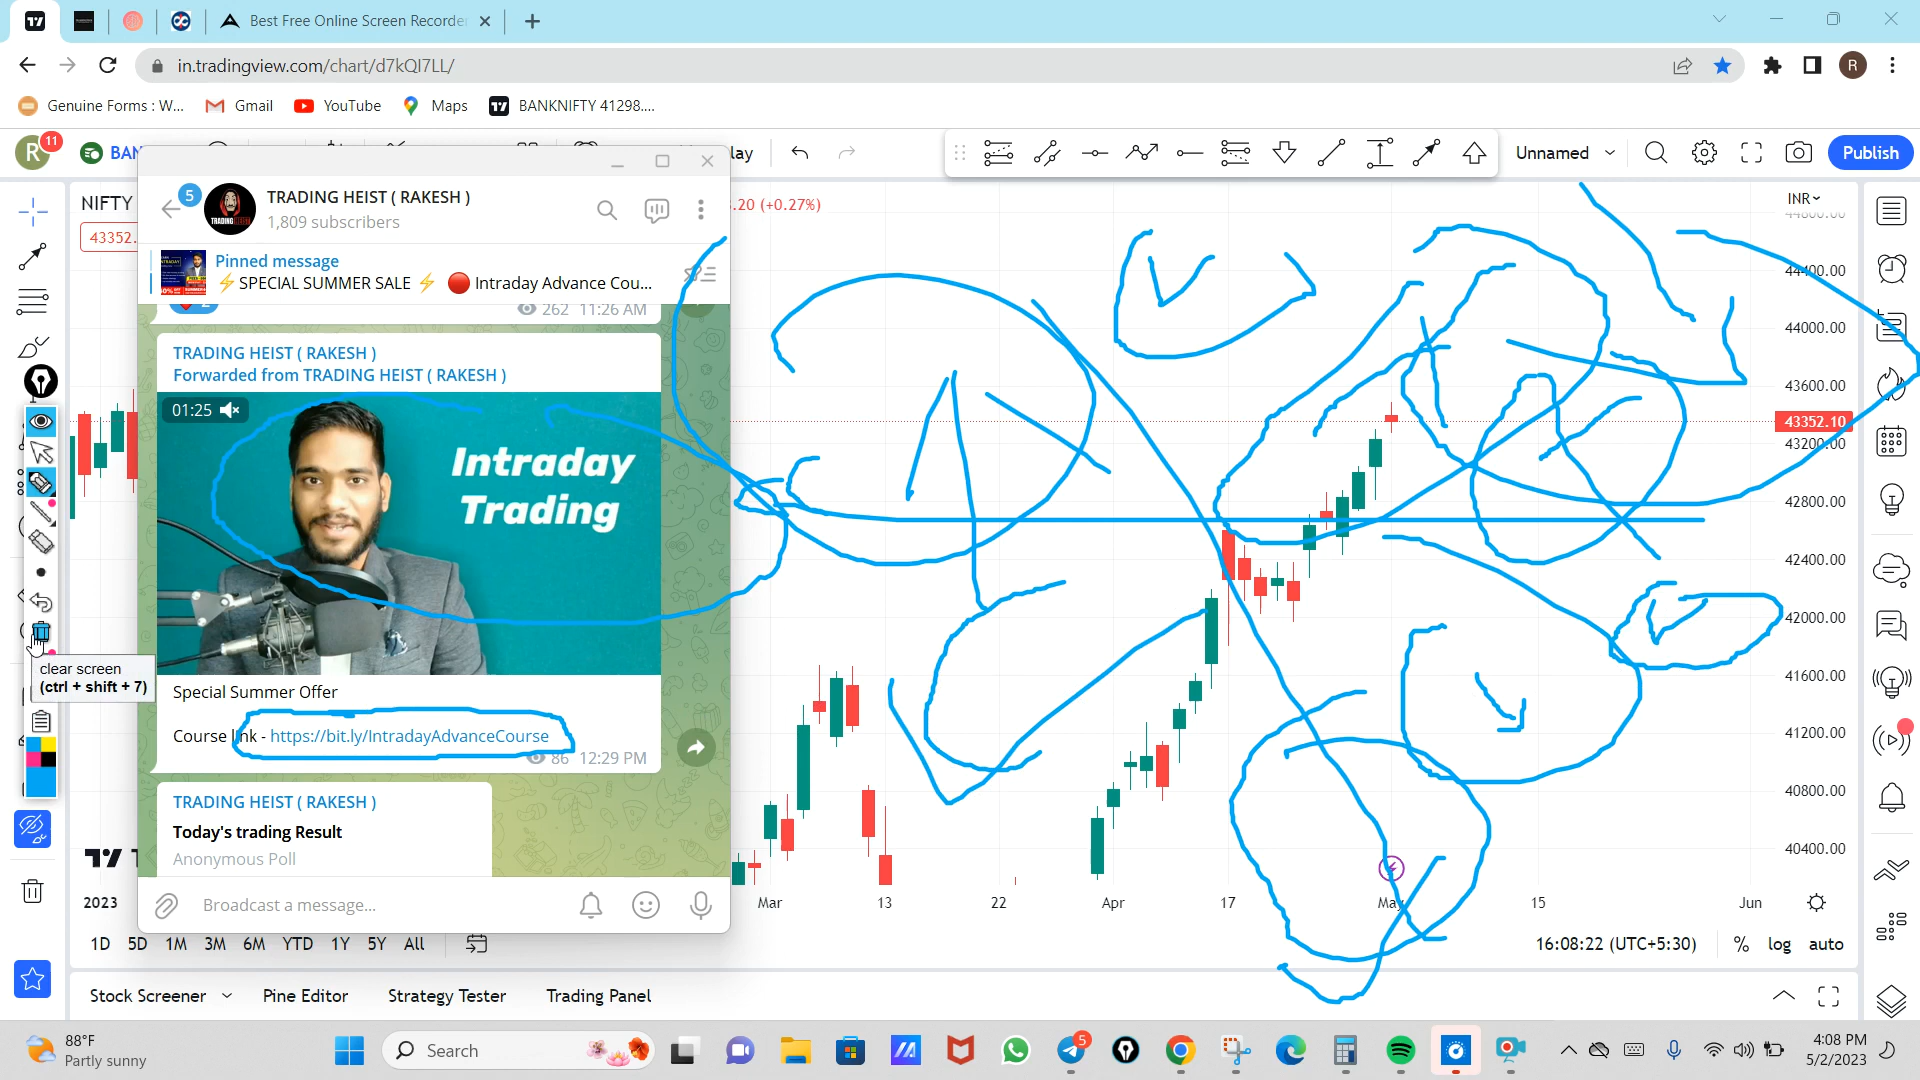 Best Free Online Screen Recorde
in.tradingview.com/chart/d7kQI7LL/
R
Genuine Forms : W...
Gmail
YouTube
Maps
BANKNIFTY 41298....
R
11
BAN
lay
Unnamed
Publish
NIFTY
43352.
.20 (+0.27%)
INR
5
TRADING HEIST ( RAKESH )
1,809 subscribers
Pinned message
⚡SPECIAL SUMMER SALE ⚡ 🔴 Intraday Advance Cou...
262 11:26 AM
TRADING HEIST ( RAKESH )
Forwarded from TRADING HEIST ( RAKESH )
01:25
Intraday
Trading
Special Summer Offer
Course link - https://bit.ly/IntradayAdvanceCourse
86 12:29 PM
TRADING HEIST ( RAKESH )
Today's trading Result
Anonymous Poll
Broadcast a message...
clear screen
(ctrl + shift + 7)
44800.00
44400.00
44000.00
43600.00
43352.10
43200.00
42800.00
42400.00
42000.00
41600.00
41200.00
40800.00
40400.00
2023
Mar
13
22
Apr
17
May
15
Jun
1D 5D 1M 3M 6M YTD 1Y 5Y All
16:08:22 (UTC+5:30)
% log auto
Stock Screener
Pine Editor
Strategy Tester
Trading Panel
88°F
Partly sunny
Search
5
4:08 PM
5/2/2023